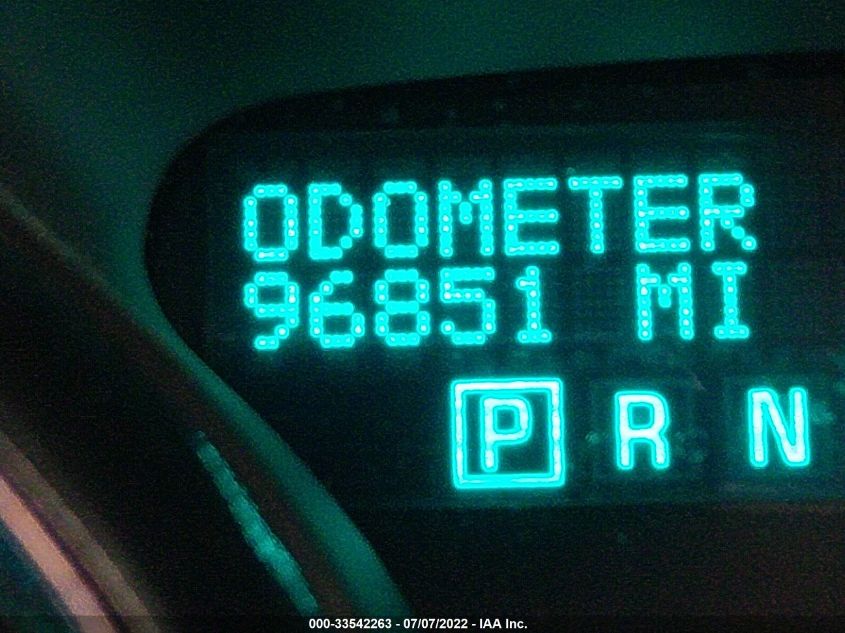 ODOMETER
96851 MI
P R N
000-33542263 - 07/07/2022 - IAA Inc.